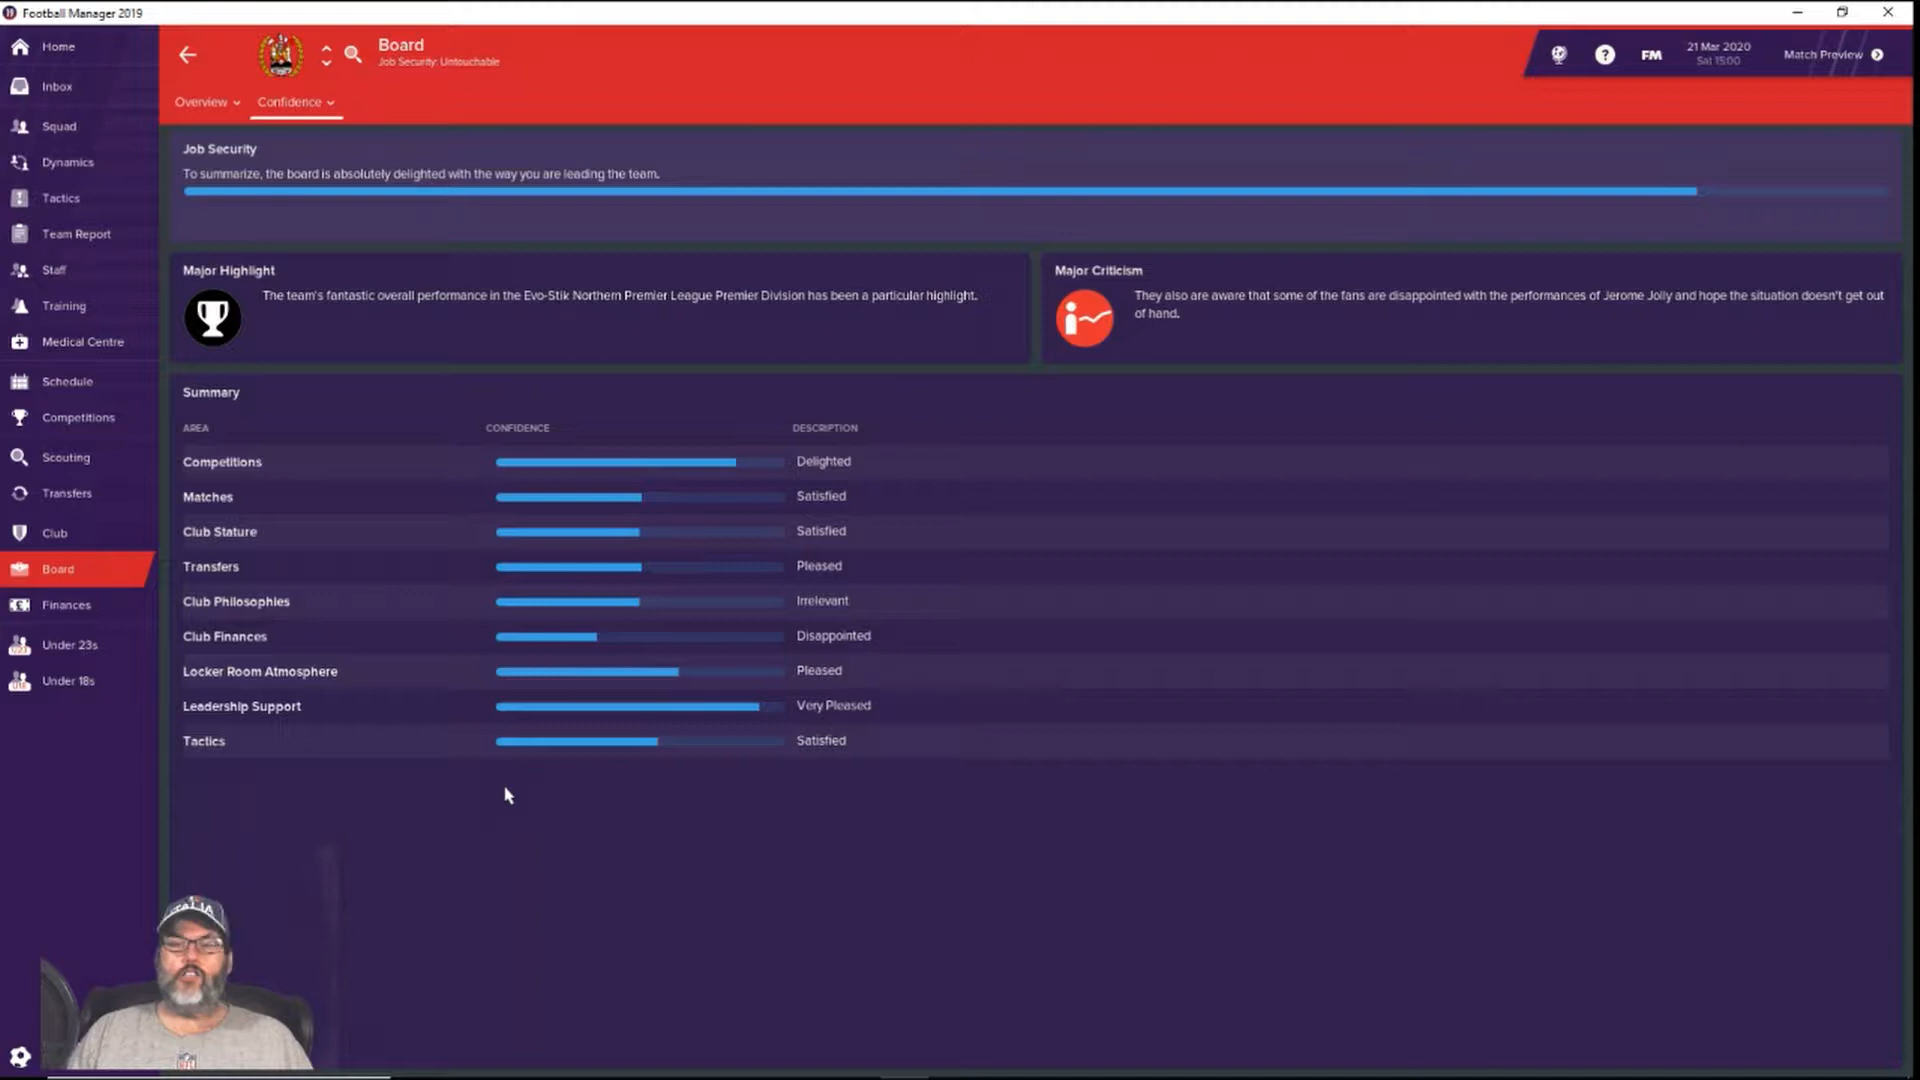 Football Manager 2019
Home
Inbox
Squad
Dynamics
Tactics
Team Report
Staff
Training
Medical Centre
Schedule
Competitions
Scouting
Transfers
Club
Board
Finances
Under 23s
Under 18s
Board
Job Security: Untouchable
FM
21 Mar 2020
Sat 15:00
Match Preview
Overview
Confidence
Job Security
To summarize, the board is absolutely delighted with the way you are leading the team.
Major Highlight
The team's fantastic overall performance in the Evo-Stik Northern Premier League Premier Division has been a particular highlight.
Major Criticism
They also are aware that some of the fans are disappointed with the performances of Jerome Jolly and hope the situation doesn't get out
of hand.
Summary
AREA CONFIDENCE DESCRIPTION
Competitions Delighted
Matches Satisfied
Club Stature Satisfied
Transfers Pleased
Club Philosophies Irrelevant
Club Finances Disappointed
Locker Room Atmosphere Pleased
Leadership Support Very Pleased
Tactics Satisfied
NFL